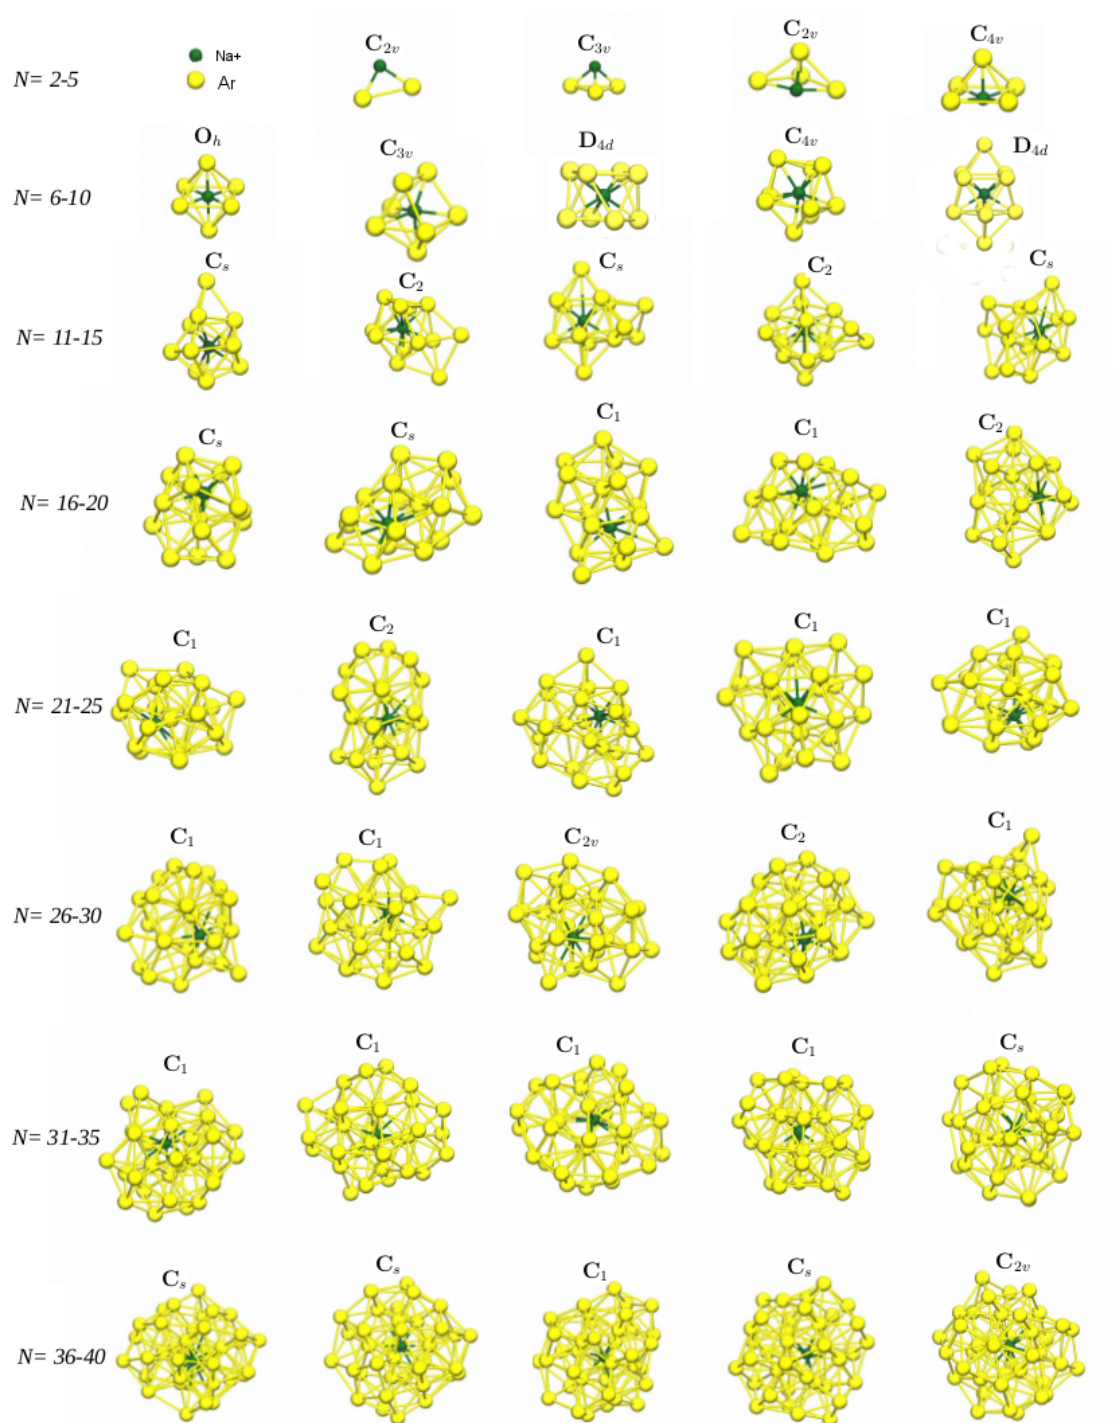 Na+
Ar
N= 2-5
C2v
C3v
C2v
C4v
N= 6-10
Oh
C3v
D4d
C4v
D4d
N= 11-15
Cs
C2
Cs
C2
Cs
N= 16-20
Cs
Cs
C1
C1
C2
N= 21-25
C1
C2
C1
C1
C1
N= 26-30
C1
C1
C2v
C2
C1
N= 31-35
C1
C1
C1
C1
Cs
N= 36-40
Cs
Cs
C1
Cs
C2v